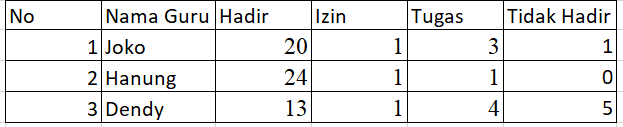 No Nama Guru Hadir Izin Tugas Tidak Hadir
1 Joko 20 1 3 1
2 Hanung 24 1 1 0
3 Dendy 13 1 4 5